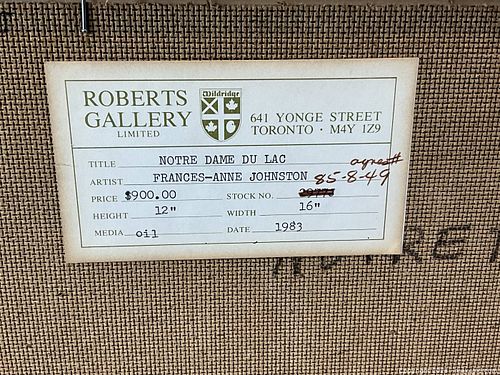 ROBERTS
GALLERY
LIMITED
Wildridge
641 YONGE STREET
TORONTO · M4Y 1Z9
TITLE NOTRE DAME DU LAC
ARTIST FRANCES-ANNE JOHNSTON 85-8-49
PRICE $900.00 STOCK NO.
HEIGHT 12" WIDTH 16"
MEDIA oil DATE 1983
NOTRE